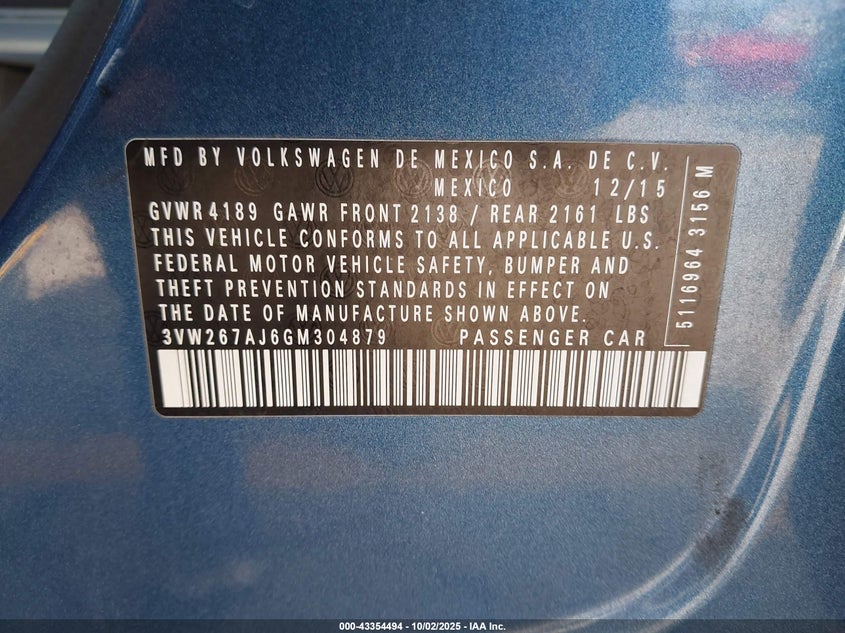 MFD BY VOLKSWAGEN DE MEXICO S.A. DE C.V.
MEXICO 12/15
GVWR 4189 GAWR FRONT 2138 / REAR 2161 LBS
THIS VEHICLE CONFORMS TO ALL APPLICABLE U.S.
FEDERAL MOTOR VEHICLE SAFETY, BUMPER AND
THEFT PREVENTION STANDARDS IN EFFECT ON
THE DATE OF MANUFACTURE SHOWN ABOVE.
3VW267AJ6GM304879 PASSENGER CAR
5116964 3156 M
000-43354494 - 10/02/2025 - IAA Inc.